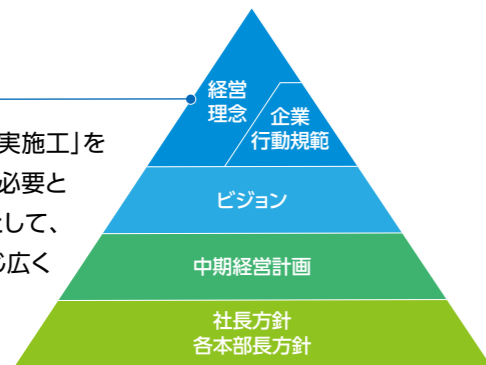 経営
理念
企業
行動規範
実施工」を
必要と
して、
広く
ビジョン
中期経営計画
社長方針
各本部長方針